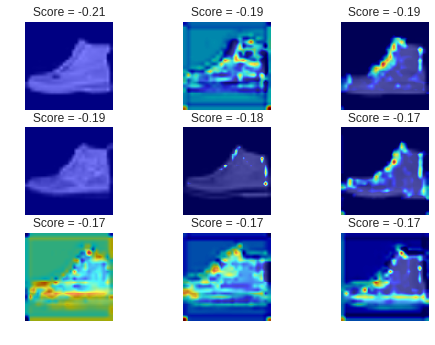 Score = -0.21 Score = -0.19 Score = -0.19
Score = -0.19 Score = -0.18 Score = -0.17
Score = -0.17 Score = -0.17 Score = -0.17